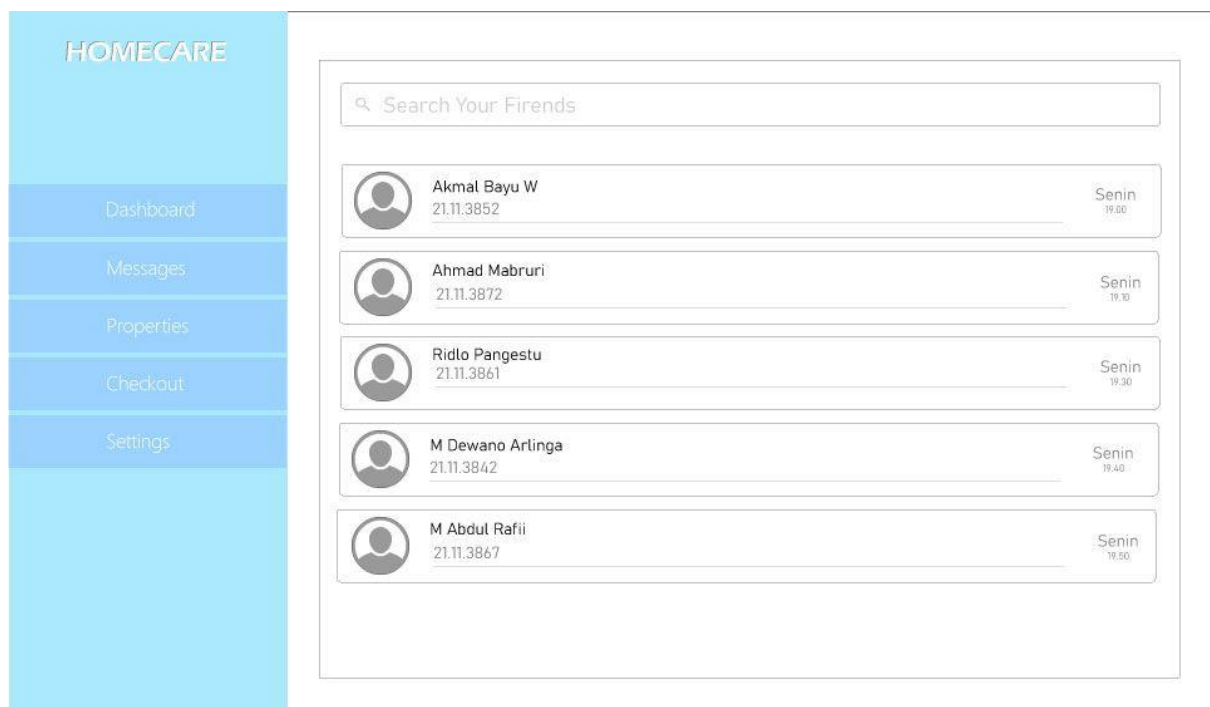 HOMECARE
Dashboard
Messages
Properties
Checkout
Settings
Search Your Firends
Akmal Bayu W
21.11.3852
Senin
19.00
Ahmad Mabruri
21.11.3872
Senin
19.10
Ridlo Pangestu
21.11.3861
Senin
19.30
M Dewano Arlinga
21.11.3842
Senin
19.40
M Abdul Rafii
21.11.3867
Senin
19.50